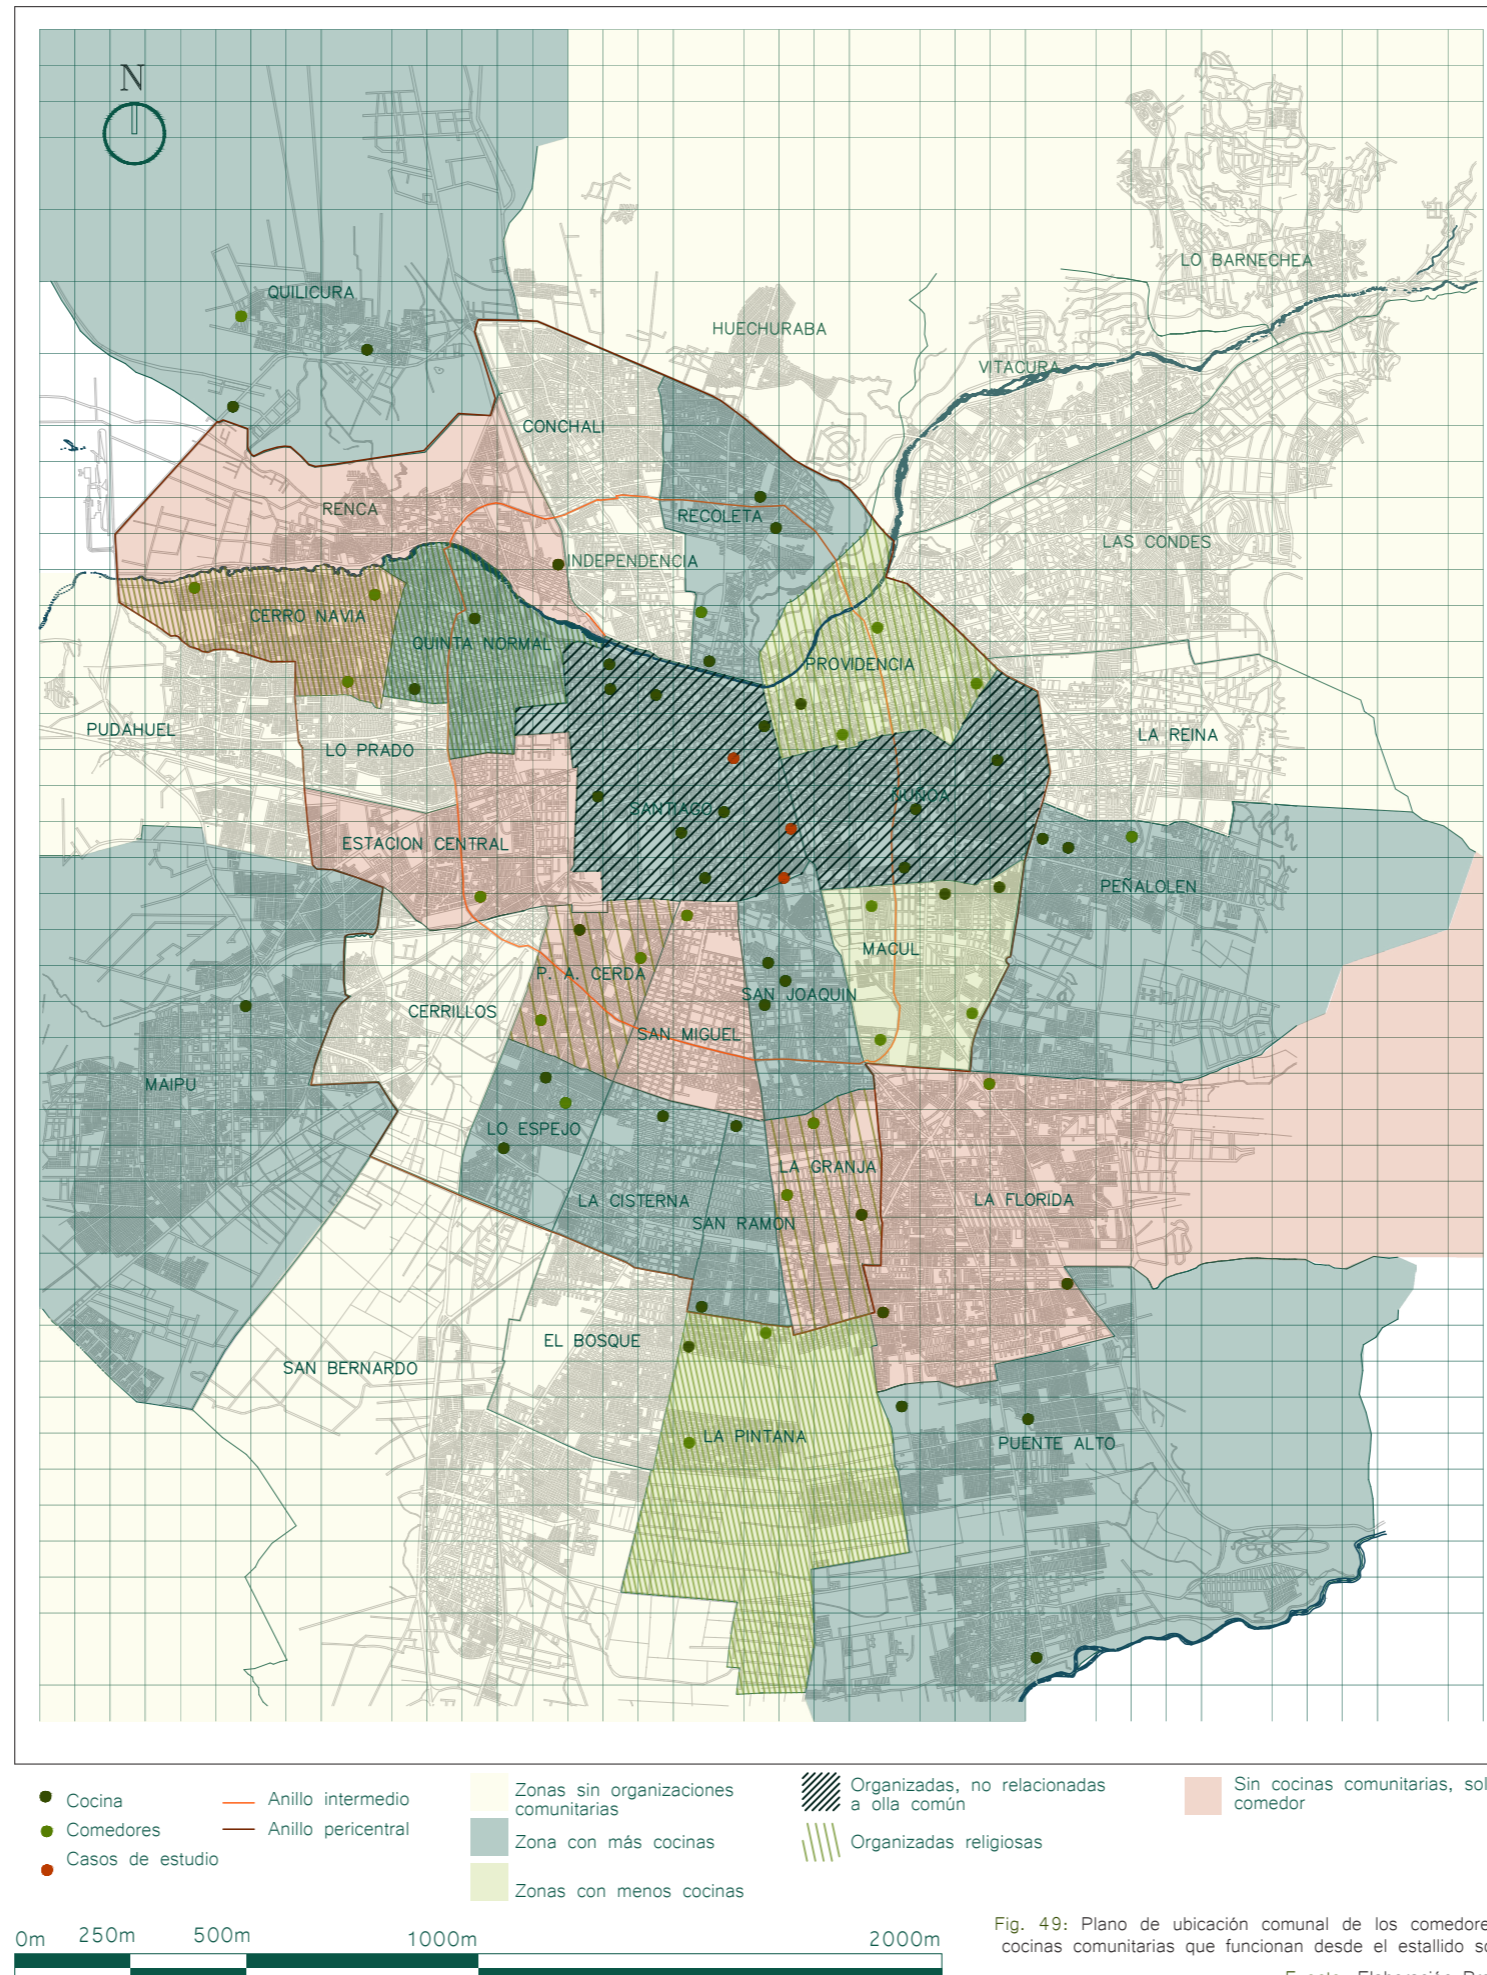 N
QUILICURA
LO BARNECHEA
HUECHURABA
VITACURA
CONCHALI
RENCA
RECOLETA
LAS CONDES
INDEPENDENCIA
CERRO NAVIA
QUINTA NORMAL
PROVIDENCIA
PUDAHUEL
LO PRADO
LA REINA
SANTIAGO
ÑUÑOA
ESTACION CENTRAL
PEÑALOLEN
MACUL
P. A. CERDA
SAN JOAQUIN
CERRILLOS
SAN MIGUEL
MAIPU
LO ESPEJO
LA GRANJA
LA CISTERNA
LA FLORIDA
SAN RAMON
EL BOSQUE
SAN BERNARDO
LA PINTANA
PUENTE ALTO
Cocina
Comedores
Casos de estudio
Anillo intermedio
Anillo pericentral
Zonas sin organizaciones
comunitarias
Zona con más cocinas
Zonas con menos cocinas
Organizadas, no relacionadas
a olla común
Organizadas religiosas
Sin cocinas comunitarias, sol
comedor
0m 250m 500m 1000m 2000m
Fig. 49: Plano de ubicación comunal de los comedore
cocinas comunitarias que funcionan desde el estallido so